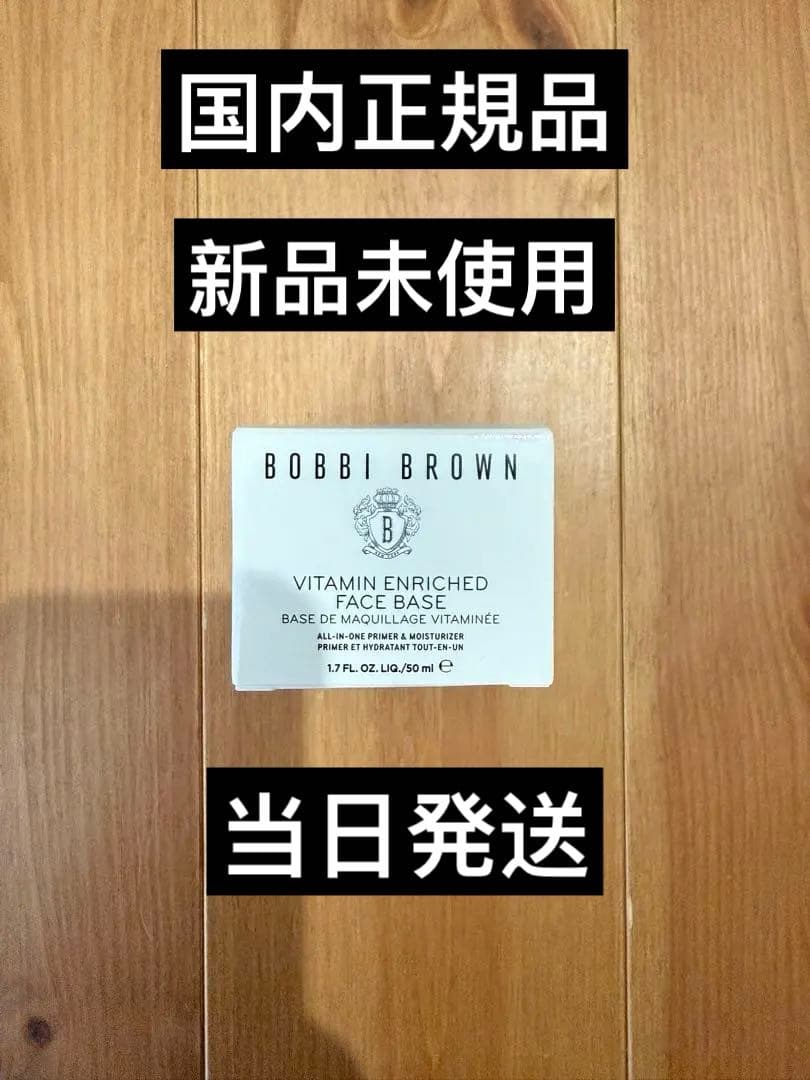 国内正規品
新品未使用
BOBBI BROWN
B
VITAMIN ENRICHED
FACE BASE
BASE DE MAQUILLAGE VITAMINÉE
ALL-IN-ONE PRIMER & MOISTURIZER
PRIMER ET HYDRATANT TOUT-EN-UN
1.7 FL. OZ. LIQ./50 ml ℮
当日発送